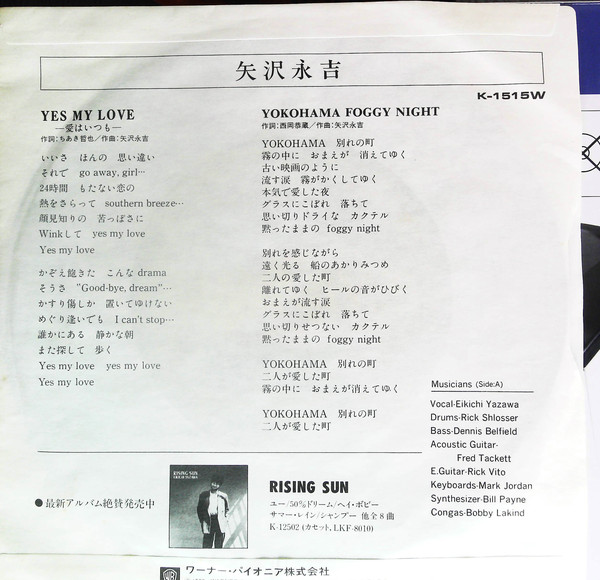 矢沢永吉
K-1515W
YES MY LOVE
—愛はいつも—
作詞：ちあき哲也／作曲：矢沢永吉
いいさ ほんの 思い違い
それで go away, girl…
24時間 もたない恋の
熱をさらって southern breeze…
顔見知りの 苦っぽさに
Winkして yes my love
Yes my love
かぞえ飽きた こんな drama
そうさ “Good-bye, dream”…
かすり傷しか 置いてゆけない
めぐり逢いでも I can't stop…
誰かにある 静かな朝
また探して 歩く
Yes my love yes my love
Yes my love
YOKOHAMA FOGGY NIGHT
作詞：西岡恭蔵／作曲：矢沢永吉
YOKOHAMA 別れの町
霧の中に おまえが 消えてゆく
古い映画のように
流す涙 霧がかくしてゆく
本気で愛した夜
グラスにこぼれ 落ちて
思い切りドライな カクテル
黙ったままの foggy night
別れを感じながら
遠く光る 船のあかりみつめ
二人の愛した町
離れてゆく ヒールの音がひびく
おまえが流す涙
グラスにこぼれ 落ちて
思い切りせつない カクテル
黙ったままの foggy night
YOKOHAMA 別れの町
二人が愛した町
霧の中に おまえが消えてゆく
YOKOHAMA 別れの町
二人が愛した町
Musicians (Side:A)
Vocal-Eikichi Yazawa
Drums-Rick Shlosser
Bass-Dennis Belfield
Acoustic Guitar-
Fred Tackett
E.Guitar-Rick Vito
Keyboards-Mark Jordan
Synthesizer-Bill Payne
Congas-Bobby Lakind
●最新アルバム絶賛発売中
RISING SUN
RISING SUN
ユー/50%ドリーム/ヘイ・ボビー
サマー・レイン/シャンプー 他全8曲
K-12502 (カセット, LKF-8010)
ワーナー・パイオニア株式会社